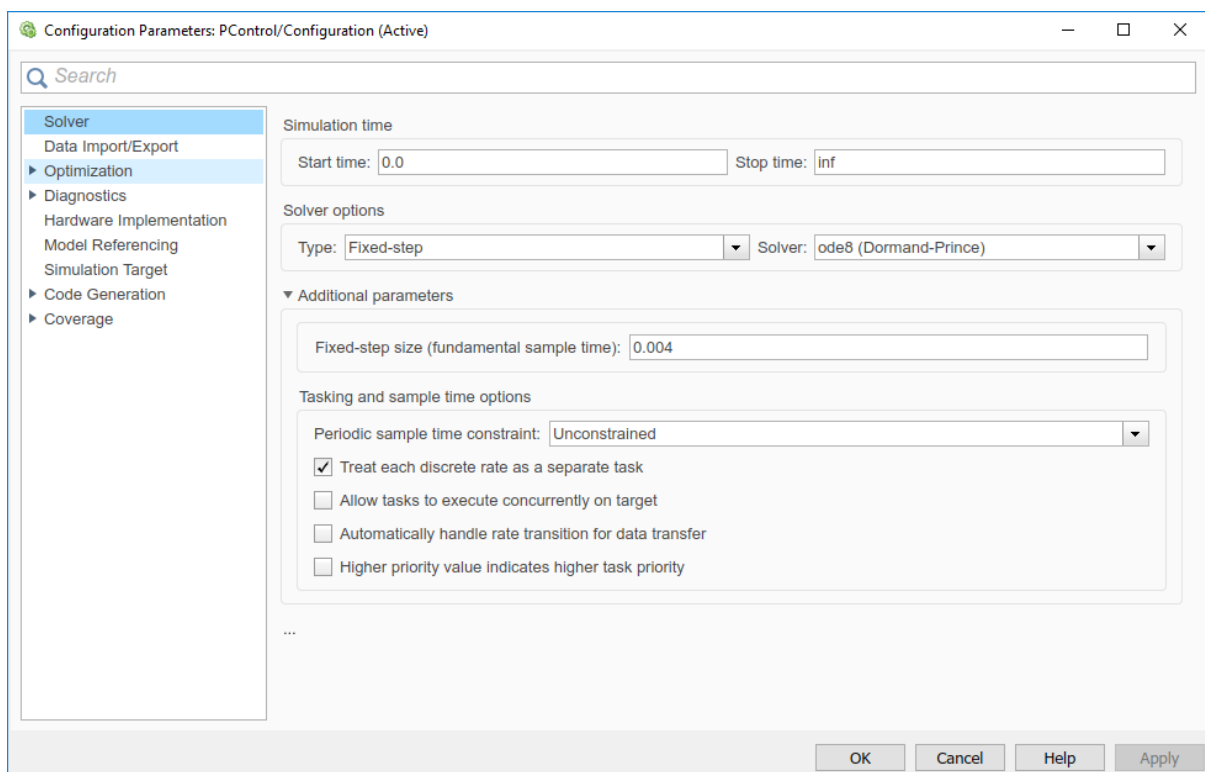 Configuration Parameters: PControl/Configuration (Active)
Search
Solver
Data Import/Export
Optimization
Diagnostics
Hardware Implementation
Model Referencing
Simulation Target
Code Generation
Coverage
Simulation time
Start time: 0.0 Stop time: inf
Solver options
Type: Fixed-step Solver: ode8 (Dormand-Prince)
Additional parameters
Fixed-step size (fundamental sample time): 0.004
Tasking and sample time options
Periodic sample time constraint: Unconstrained
Treat each discrete rate as a separate task
Allow tasks to execute concurrently on target
Automatically handle rate transition for data transfer
Higher priority value indicates higher task priority
...
OK Cancel Help Apply